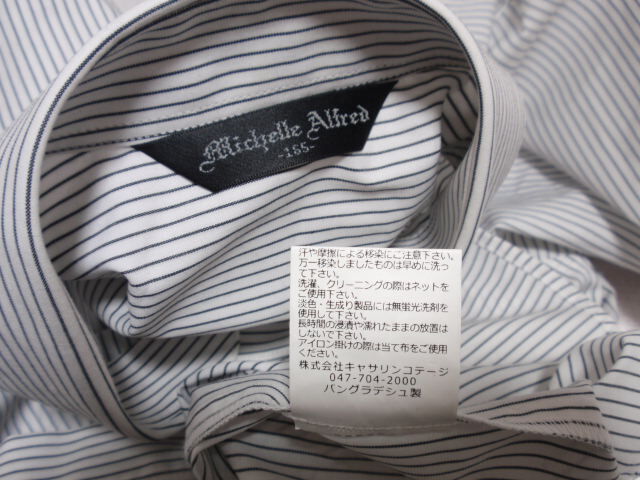 Michelle Alfred
-155-
汗や摩擦による移染にご注意下さい。
万一移染しましたものは早めに洗っ
て下さい。
洗濯、クリーニングの際はネットを
ご使用下さい。
淡色・生成り製品には無蛍光洗剤を
使用して下さい。
長時間の浸漬や濡れたままの放置は
しないで下さい。
アイロン掛けの際は当て布をご使用
ください。
株式会社キャサリンコテージ
047-704-2000
バングラデシュ製